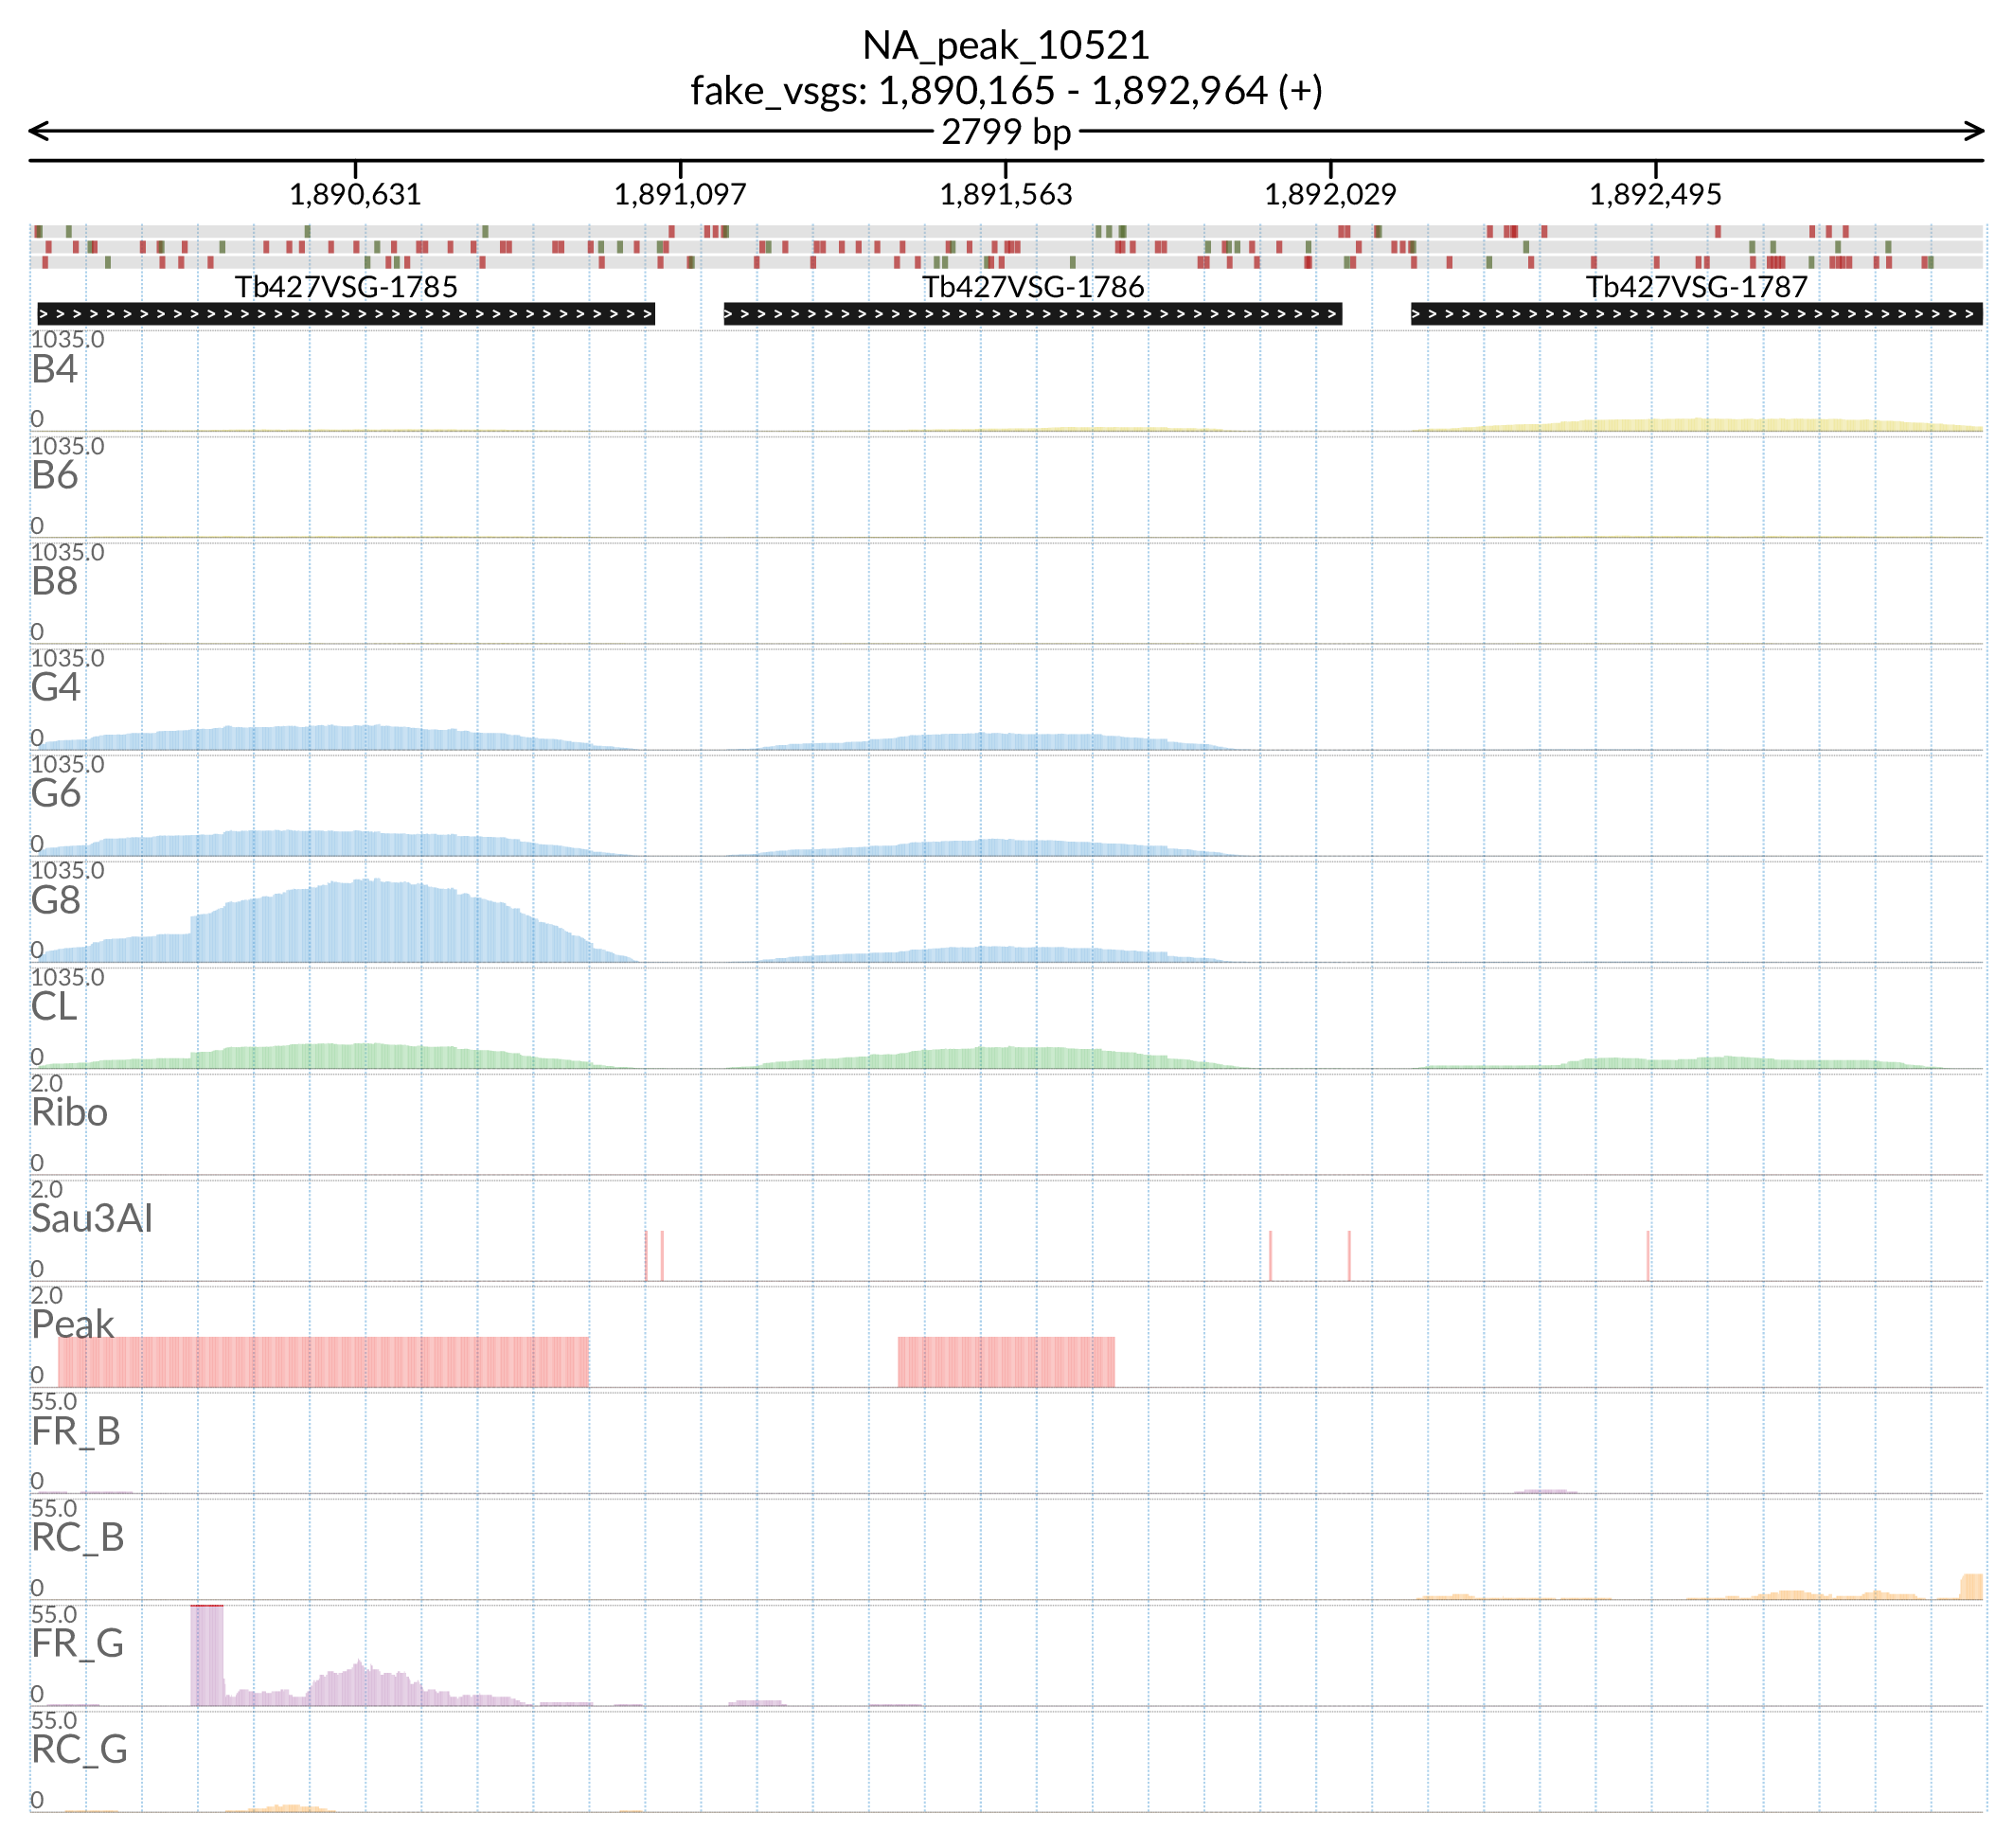 NA_peak_10521
fake_vsgs: 1,890,165 - 1,892,964 (+)
2799 bp
1,890,631 1,891,097 1,891,563 1,892,029 1,892,495
Tb427VSG-1785 Tb427VSG-1786 Tb427VSG-1787
1035.0
B4
0
1035.0
B6
0
1035.0
B8
0
1035.0
G4
0
1035.0
G6
0
1035.0
G8
0
1035.0
CL
0
2.0
Ribo
0
2.0
Sau3AI
0
2.0
Peak
0
55.0
FR_B
0
55.0
RC_B
0
55.0
FR_G
0
55.0
RC_G
0